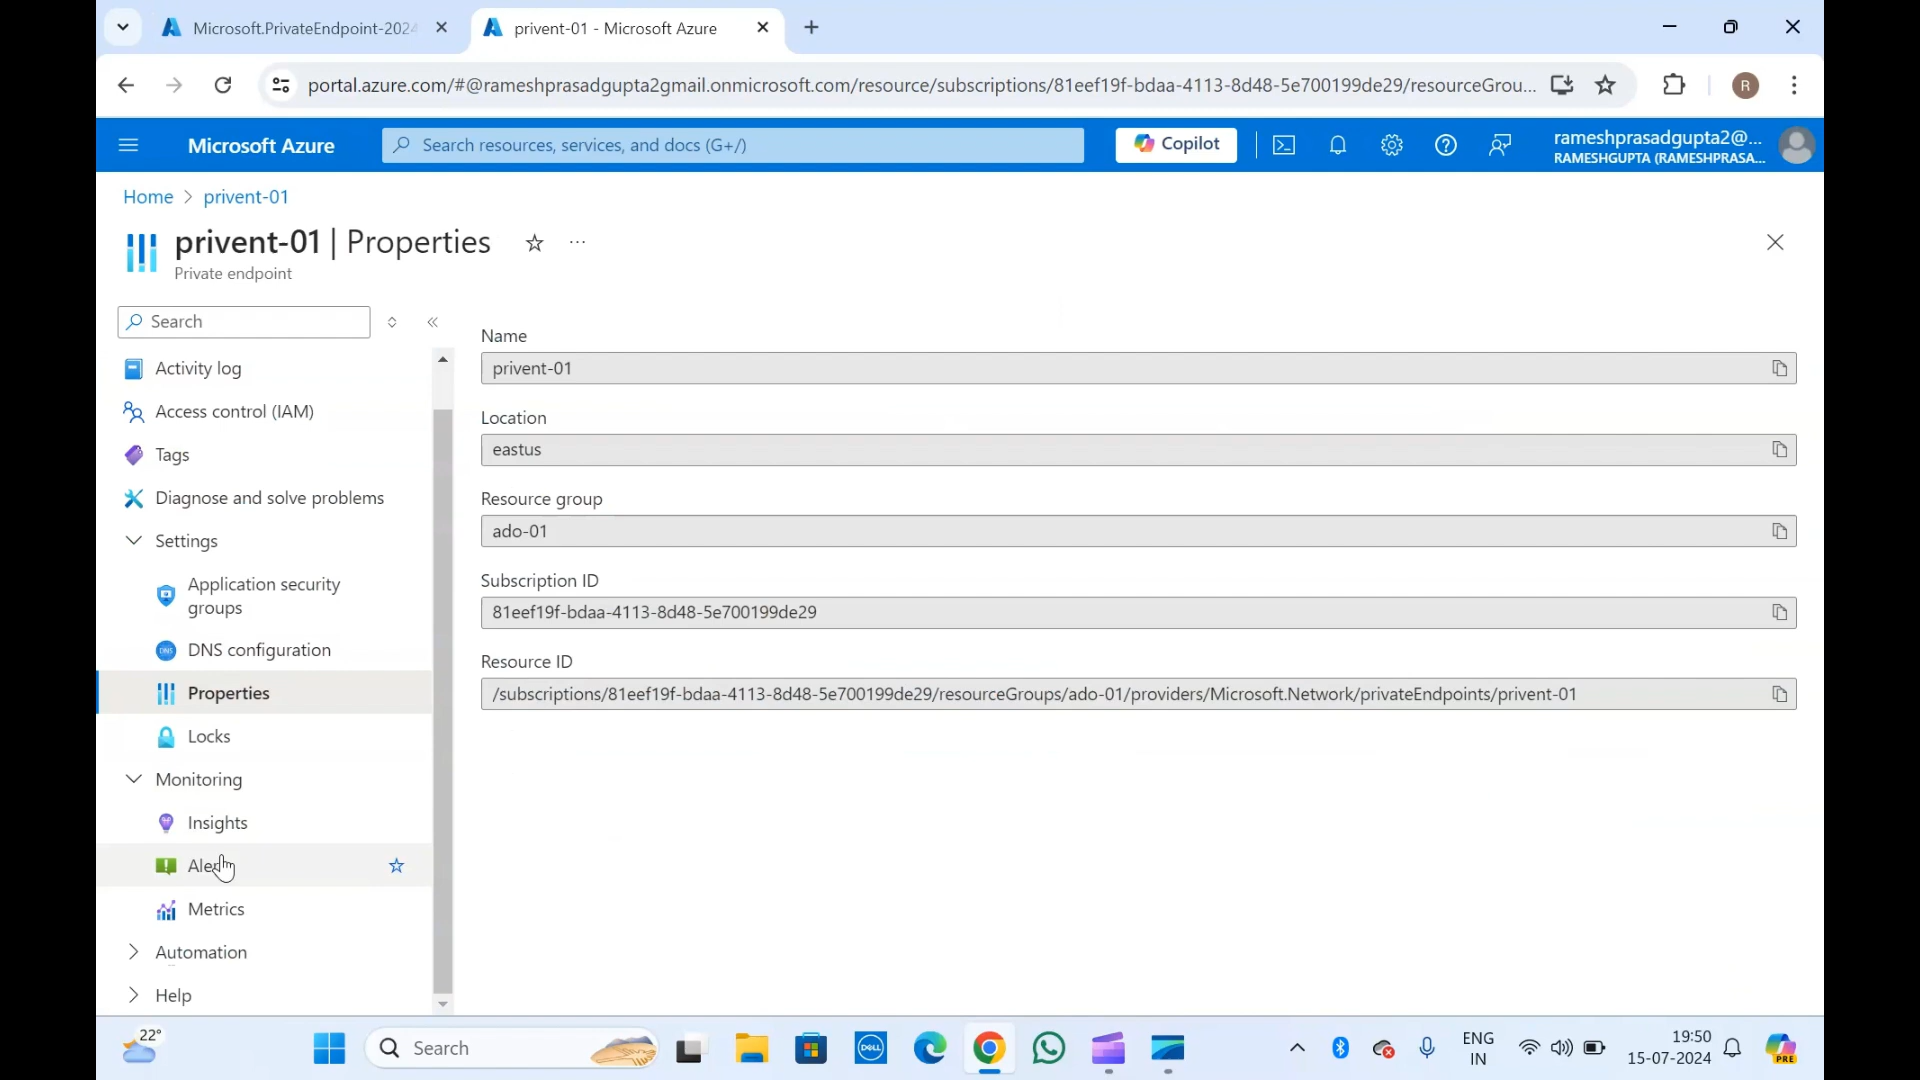 Microsoft.PrivateEndpoint-2024
privent-01 - Microsoft Azure
portal.azure.com/#@rameshprasadgupta2gmail.onmicrosoft.com/resource/subscriptions/81eef19f-bdaa-4113-8d48-5e700199de29/resourceGrou...
R
Microsoft Azure
Search resources, services, and docs (G+/)
Copilot
rameshprasadgupta2@...
RAMESHGUPTA (RAMESHPRASA...
Home > privent-01
privent-01 | Properties
Private endpoint
Search
Activity log
Access control (IAM)
Tags
Diagnose and solve problems
Settings
Application security
groups
DNS configuration
Properties
Locks
Monitoring
Insights
Metrics
Automation
Help
Name
privent-01
Location
eastus
Resource group
ado-01
Subscription ID
81eef19f-bdaa-4113-8d48-5e700199de29
Resource ID
/subscriptions/81eef19f-bdaa-4113-8d48-5e700199de29/resourceGroups/ado-01/providers/Microsoft.Network/privateEndpoints/privent-01
22°
Search
DELL
ENG
IN
19:50
15-07-2024
PRE